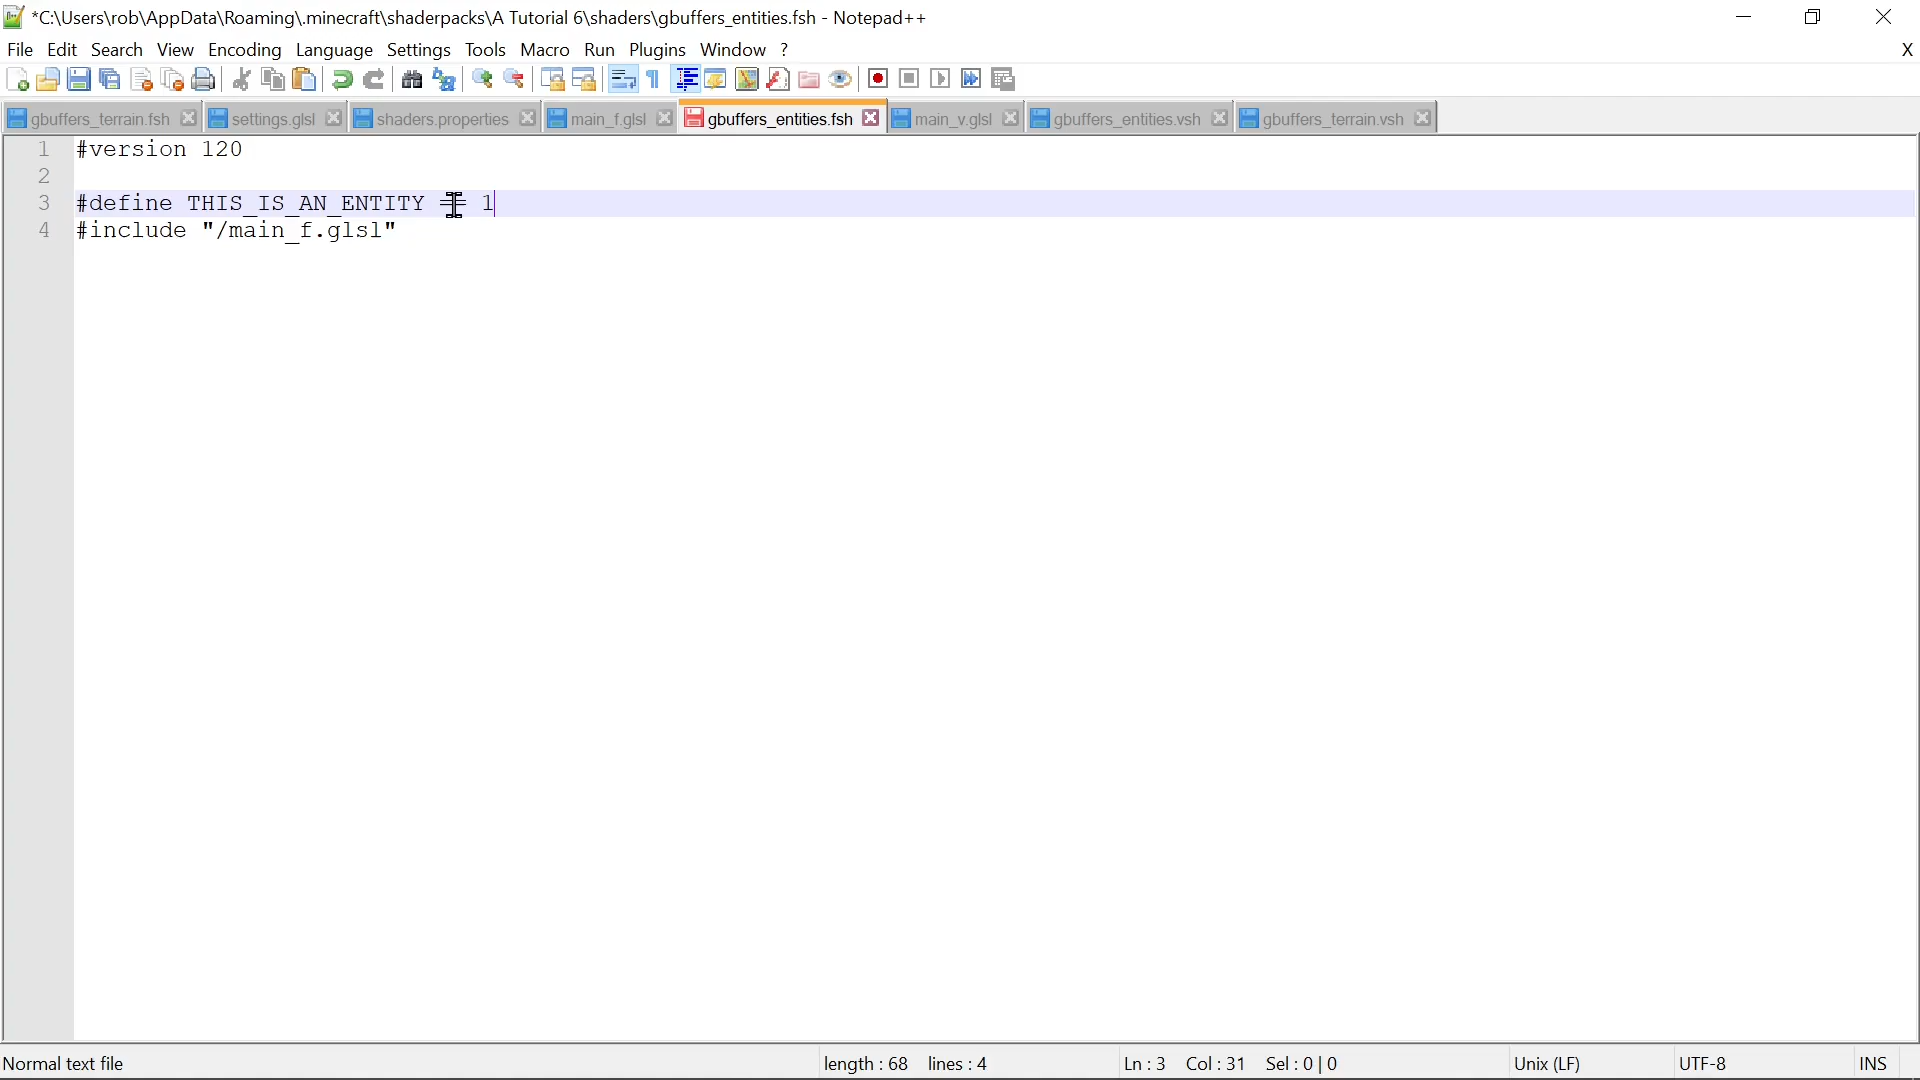 *C:\Users\rob\AppData\Roaming\.minecraft\shaderpacks\A Tutorial 6\shaders\gbuffers_entities.fsh - Notepad++
File Edit Search View Encoding Language Settings Tools Macro Run Plugins Window ? X
gbuffers_terrain.fsh settings.glsl shaders.properties main_f.glsl gbuffers_entities.fsh main_v.glsl gbuffers_entities.vsh gbuffers_terrain.vsh
1 #version 120
2
3 #define THIS_IS_AN_ENTITY == 1
4 #include "/main_f.glsl"
Normal text file length : 68 lines : 4 Ln : 3 Col : 31 Sel : 0 | 0 Unix (LF) UTF-8 INS